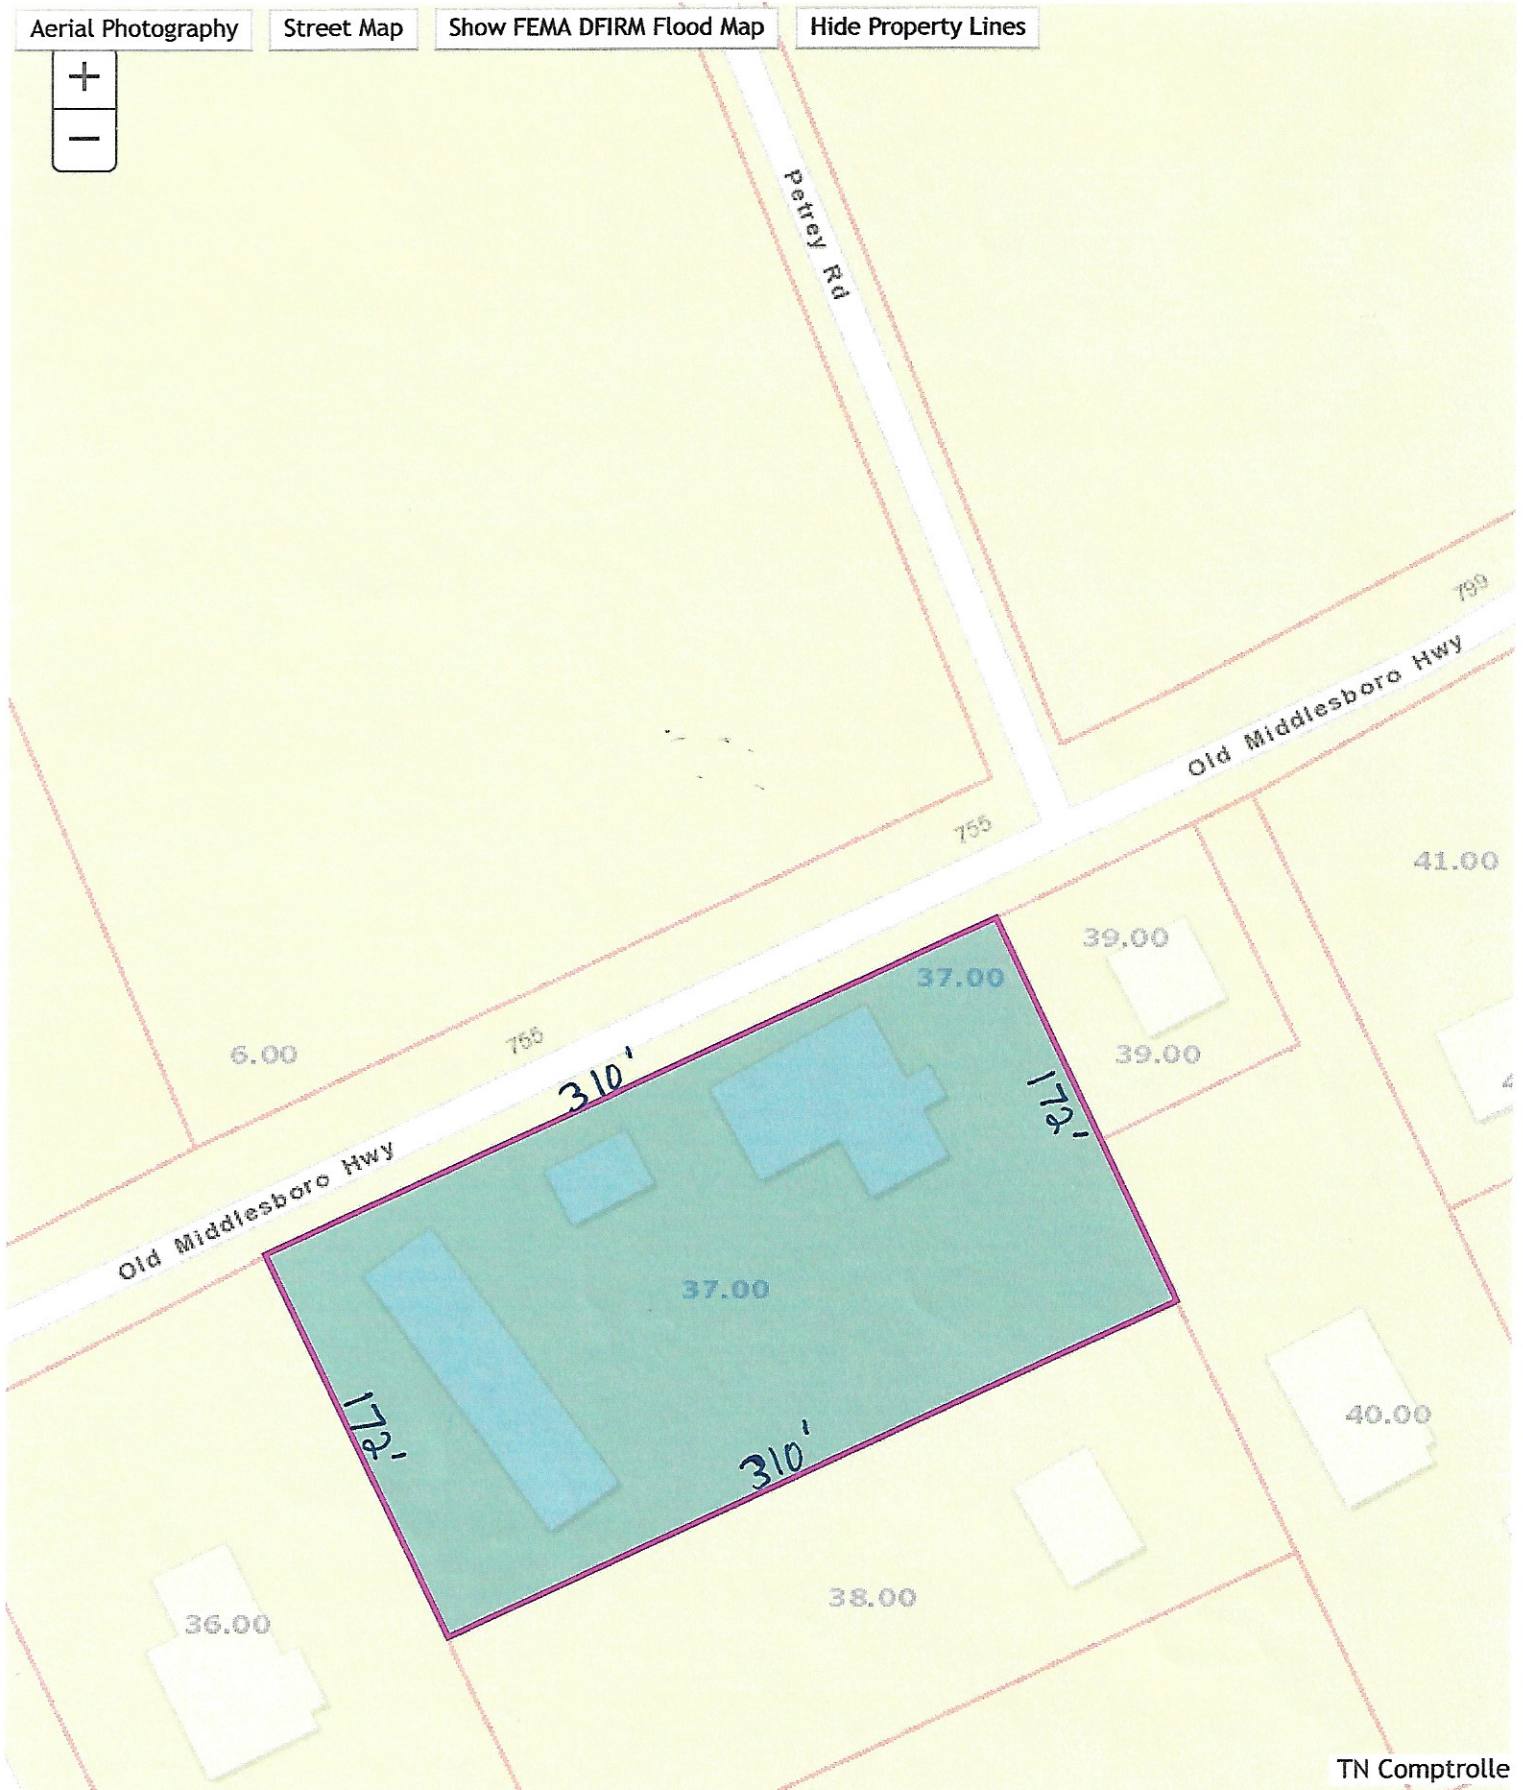 Aerial Photography
Street Map
Show FEMA DFIRM Flood Map
Hide Property Lines
+
−
Petrey Rd
799
Old Middlesboro Hwy
755
41.00
39.00
37.00
755
6.00
39.00
310'
172'
Old Middlesboro Hwy
37.00
172'
310'
40.00
38.00
36.00
TN Comptrolle